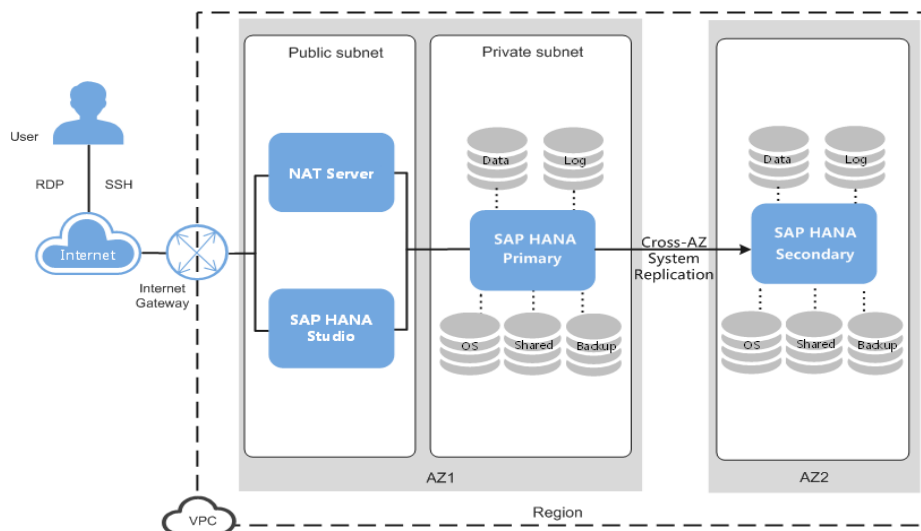 Public subnet
Private subnet
User
RDP
SSH
Internet
Internet
Gateway
NAT Server
SAP HANA
Studio
Data
Log
SAP HANA
Primary
OS
Shared
Backup
Cross-AZ
System
Replication
Data
Log
SAP HANA
Secondary
OS
Shared
Backup
AZ1
AZ2
VPC
Region